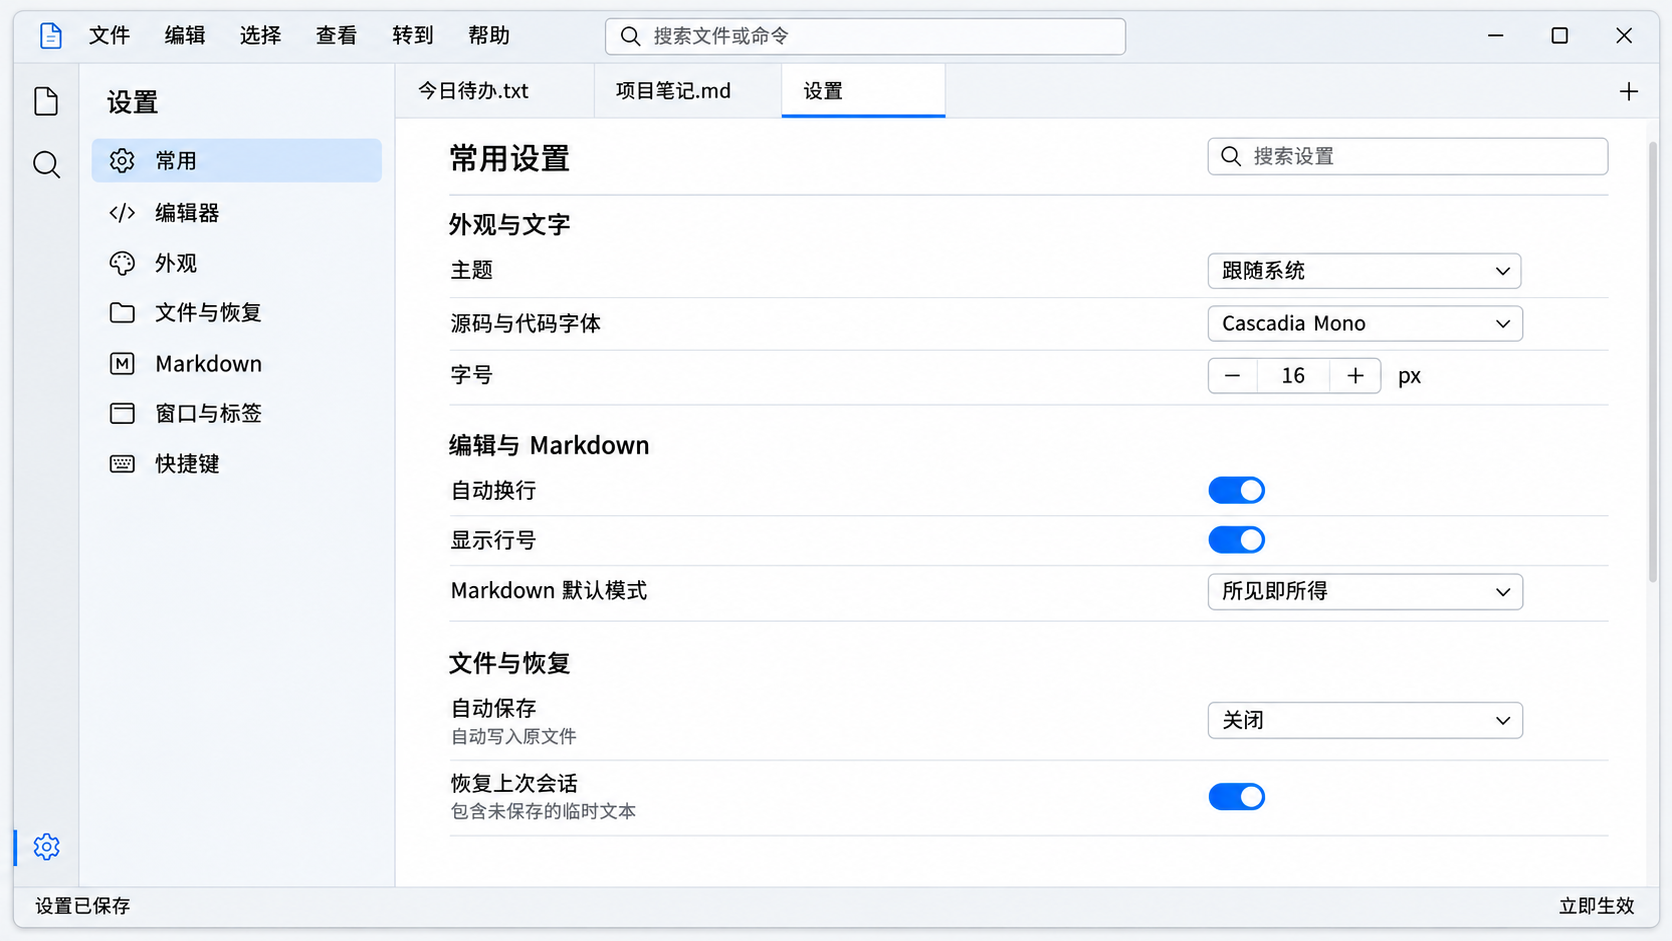 文件 编辑 选择 查看 转到 帮助 搜索文件或命令
设置
常用
编辑器
外观
文件与恢复
Markdown
窗口与标签
快捷键
今日待办.txt 项目笔记.md 设置
常用设置 搜索设置
外观与文字
主题 跟随系统
源码与代码字体 Cascadia Mono
字号 16 px
编辑与 Markdown
自动换行
显示行号
Markdown 默认模式 所见即所得
文件与恢复
自动保存 关闭
自动写入原文件
恢复上次会话
包含未保存的临时文本
设置已保存 立即生效